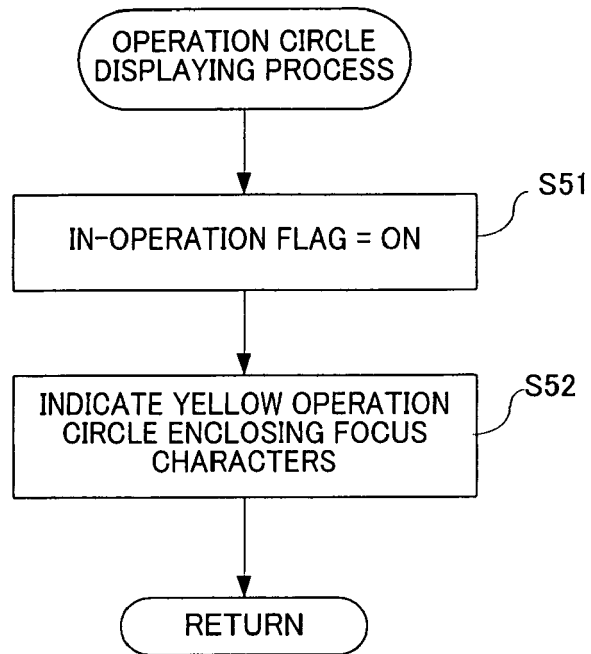 OPERATION CIRCLE
DISPLAYING PROCESS
S51
IN-OPERATION FLAG = ON
S52
INDICATE YELLOW OPERATION
CIRCLE ENCLOSING FOCUS
CHARACTERS
RETURN